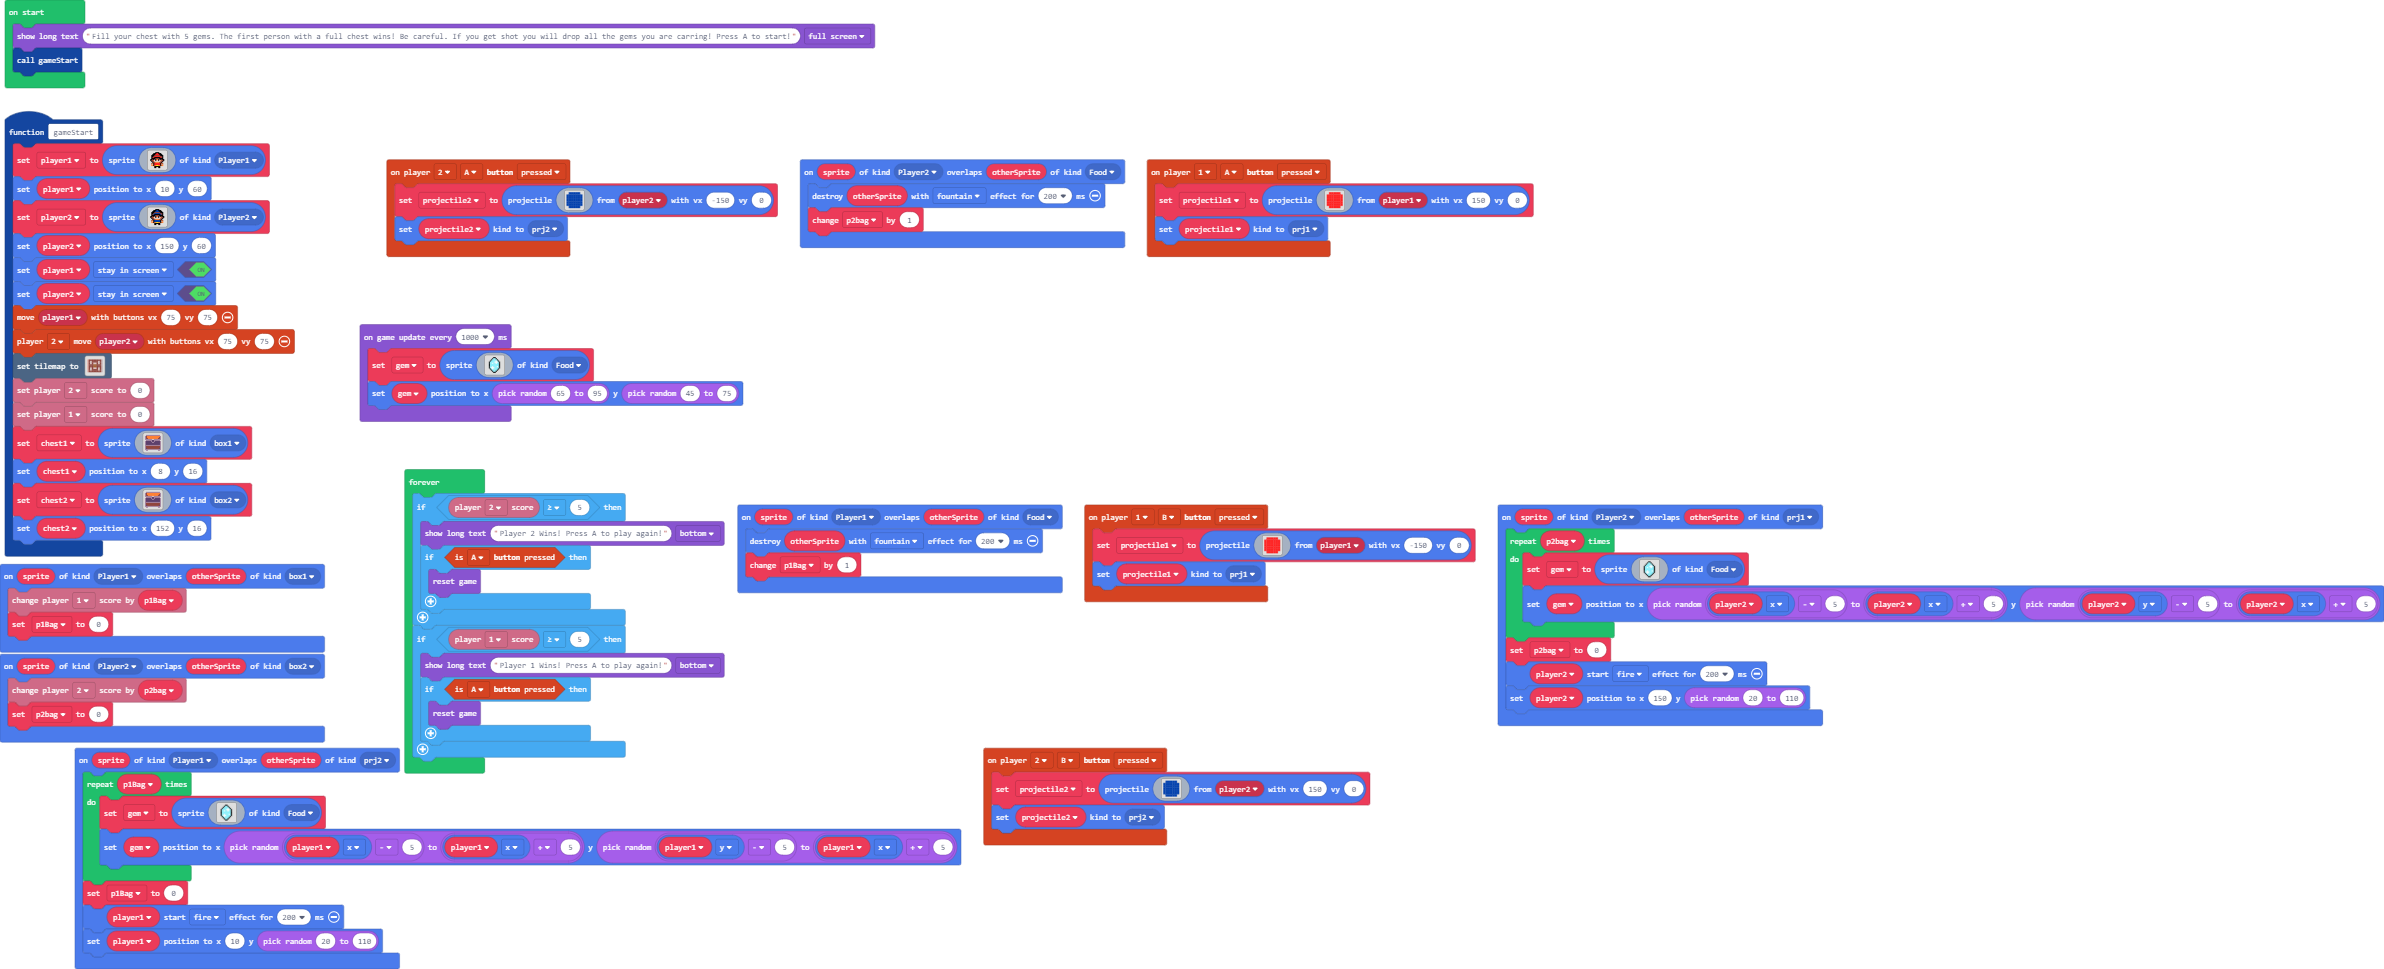 on start
show long text "Fill your chest with 5 gems. The first person with a full chest wins! Be careful. If you get shot you will drop all the gems you are carring! Press A to start!" full screen
call gameStart
function gameStart
set player1 to sprite of kind Player1
set player1 position to x 10 y 60
set player2 to sprite of kind Player2
set player2 position to x 150 y 60
set player1 stay in screen ON
set player2 stay in screen ON
move player1 with buttons vx 75 vy 75
player 2 move player2 with buttons vx 75 vy 75
set tilemap to
set player 2 score to 0
set player 1 score to 0
set chest1 to sprite of kind box1
set chest1 position to x 8 y 16
set chest2 to sprite of kind box2
set chest2 position to x 152 y 16
on player 2 A button pressed
set projectile2 to projectile from player2 with vx -150 vy 0
set projectile2 kind to prj2
on sprite of kind Player2 overlaps otherSprite of kind Food
destroy otherSprite with fountain effect for 200 ms
change p2bag by 1
on player 1 A button pressed
set projectile1 to projectile from player1 with vx 150 vy 0
set projectile1 kind to prj1
on game update every 1000 ms
set gem to sprite of kind Food
set gem position to x pick random 65 to 95 y pick random 45 to 75
forever
if player 2 score ≥ 5 then
show long text "Player 2 Wins! Press A to play again!" bottom
if is A button pressed then
reset game
if player 1 score ≥ 5 then
show long text "Player 1 Wins! Press A to play again!" bottom
if is A button pressed then
reset game
on sprite of kind Player1 overlaps otherSprite of kind Food
destroy otherSprite with fountain effect for 200 ms
change p1Bag by 1
on player 1 B button pressed
set projectile1 to projectile from player1 with vx -150 vy 0
set projectile1 kind to prj1
on sprite of kind Player2 overlaps otherSprite of kind prj1
repeat p2bag times
do
set gem to sprite of kind Food
set gem position to x pick random player2 x - 5 to player2 x + 5 y pick random player2 y - 5 to player2 x + 5
set p2bag to 0
player2 start fire effect for 200 ms
set player2 position to x 150 y pick random 20 to 110
on sprite of kind Player1 overlaps otherSprite of kind box1
change player 1 score by p1Bag
set p1Bag to 0
on sprite of kind Player2 overlaps otherSprite of kind box2
change player 2 score by p2bag
set p2bag to 0
on sprite of kind Player1 overlaps otherSprite of kind prj2
repeat p1Bag times
do
set gem to sprite of kind Food
set gem position to x pick random player1 x - 5 to player1 x + 5 y pick random player1 y - 5 to player1 x + 5
set p1Bag to 0
player1 start fire effect for 200 ms
set player1 position to x 10 y pick random 20 to 110
on player 2 B button pressed
set projectile2 to projectile from player2 with vx 150 vy 0
set projectile2 kind to prj2